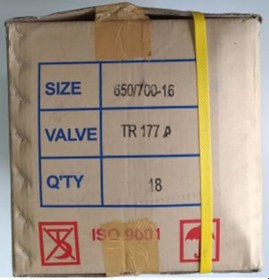 SIZE 650/700-16
VALVE TR 177 A
Q'TY 18
ISO 9001